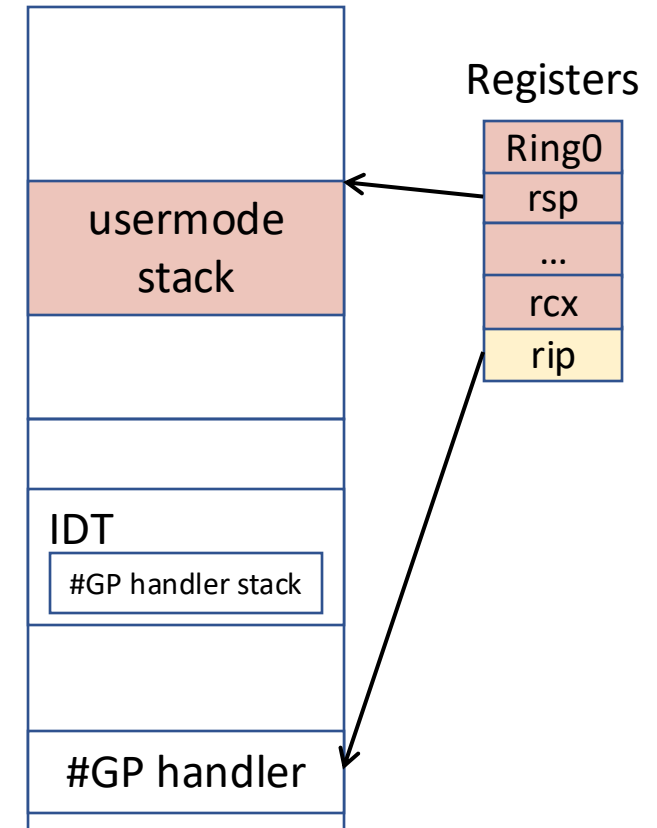 Registers
Ring0
rsp
...
rcx
rip
usermode
stack
IDT
#GP handler stack
#GP handler